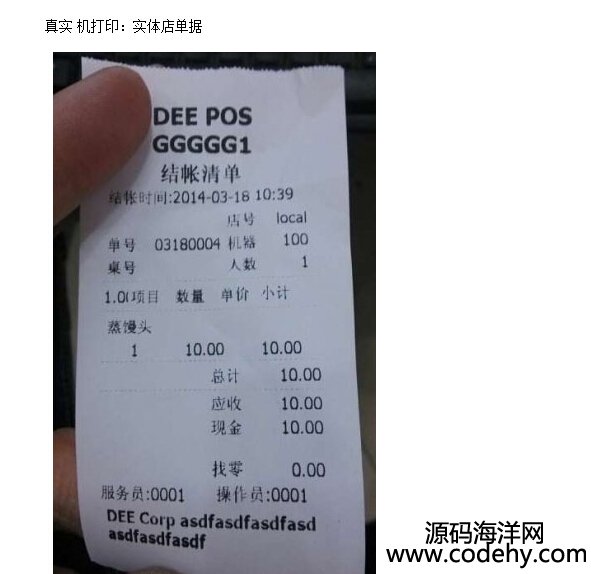 真实 机打印：实体店单据
DEE POS
GGGGG1
结帐清单
结帐时间:2014-03-18 10:39
店号 local
单号 03180004 机器 100
桌号 人数 1
1.0(项目 数量 单价 小计
蒸馒头
1 10.00 10.00
总计 10.00
应收 10.00
现金 10.00
找零 0.00
服务员:0001 操作员:0001
DEE Corp asdfasdfasdfasd
asdfasdfasdf
源码海洋网
www.codehy.com